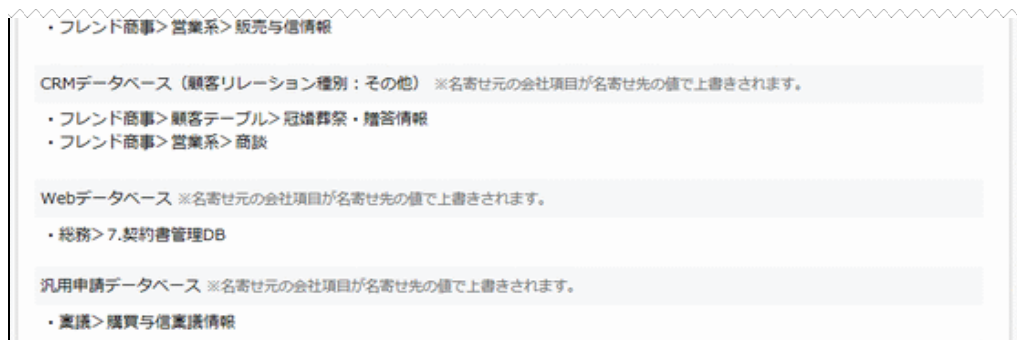 ・フレンド商事＞営業系＞販売与信情報
CRMデータベース（顧客リレーション種別：その他） ※名寄せ元の会社項目が名寄せ先の値で上書きされます。
・フレンド商事＞顧客テーブル＞冠婚葬祭・贈答情報
・フレンド商事＞営業系＞商談
Webデータベース ※名寄せ元の会社項目が名寄せ先の値で上書きされます。
・総務＞7.契約書管理DB
汎用申請データベース ※名寄せ元の会社項目が名寄せ先の値で上書きされます。
・稟議＞購買与信稟議情報